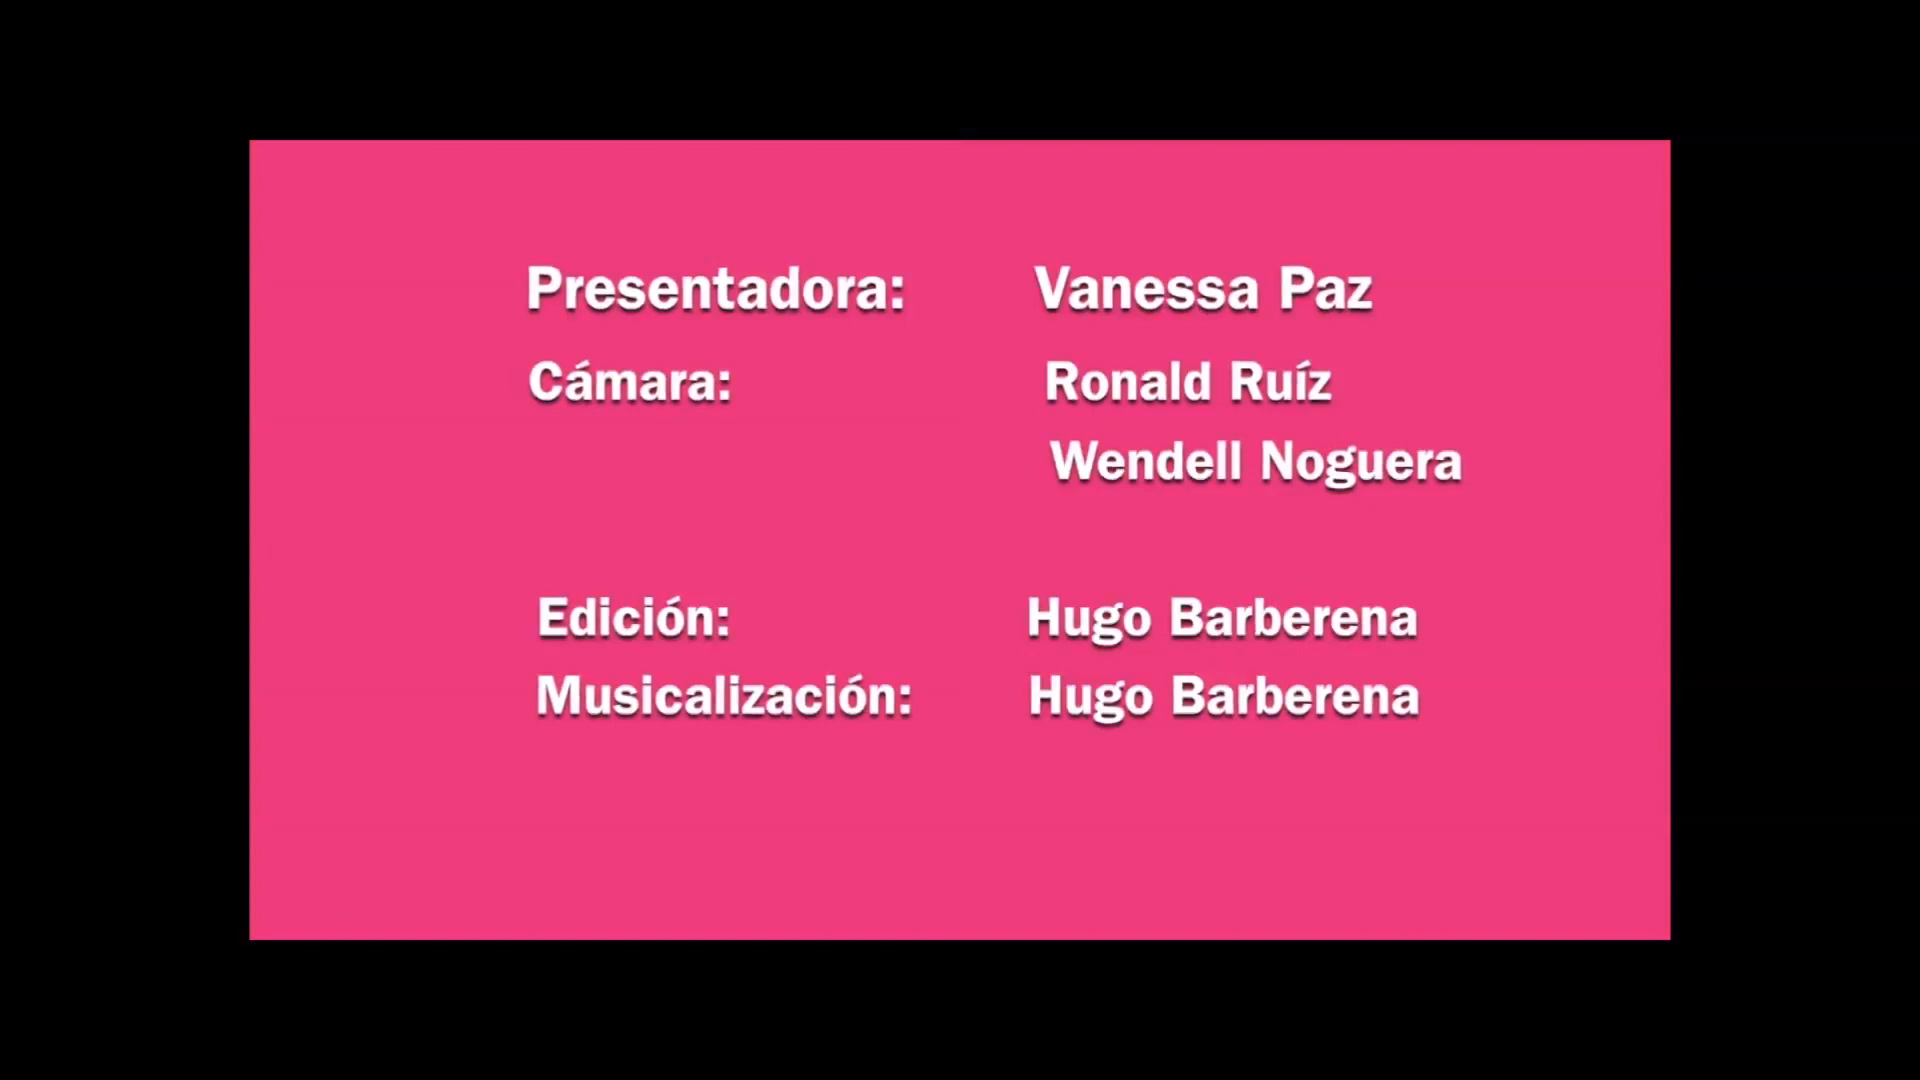 Presentadora: Vanessa Paz
Cámara: Ronald Ruíz
Wendell Noguera
Edición: Hugo Barberena
Musicalización: Hugo Barberena